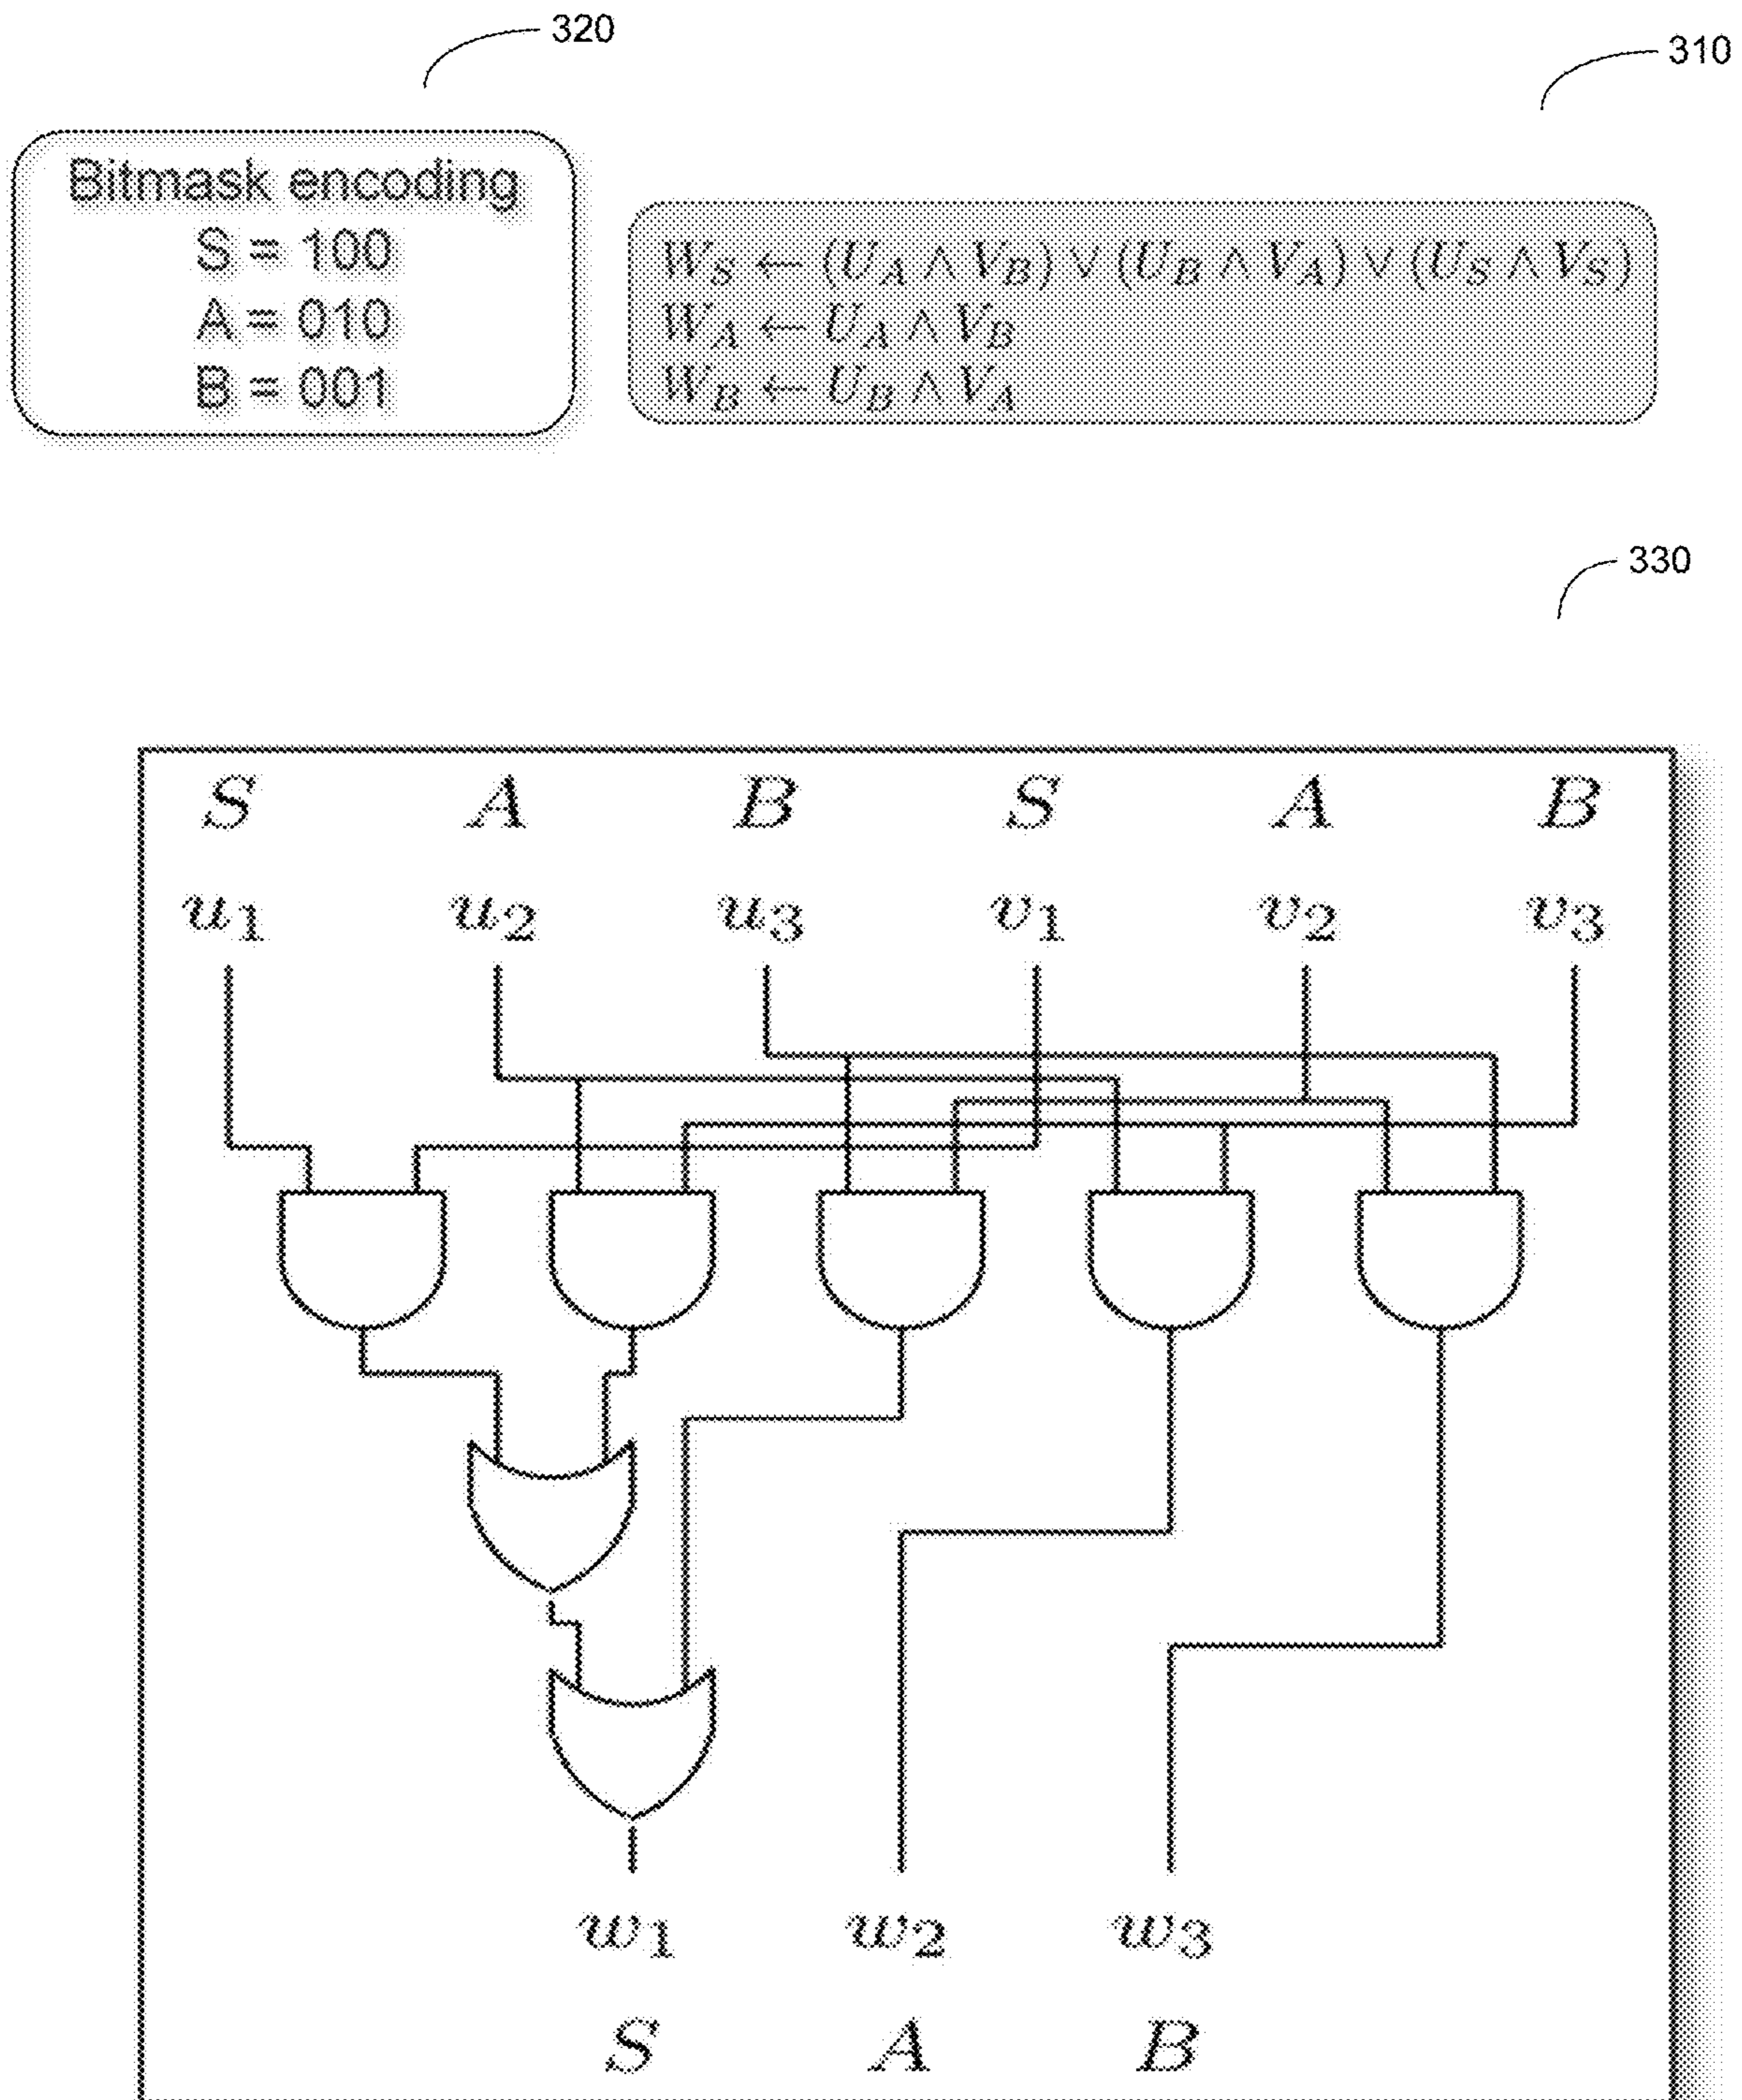 320
310
Bitmask encoding
S = 100
A = 010
B = 001
W_S ← (U_A ∧ V_B) ∨ (U_B ∧ V_A) ∨ (U_S ∧ V_S)
W_A ← U_A ∧ V_B
W_B ← U_B ∧ V_A
330
S A B S A B
u1 u2 u3 v1 v2 v3
w1 w2 w3
S A B